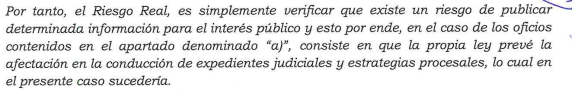 Por tanto, el Riesgo Real, es simplemente verificar que existe un riesgo de publicar
determinada información para el interés público y esto por ende, en el caso de los oficios
contenidos en el apartado denominado “a)”, consiste en que la propia ley prevé la
afectación en la conducción de expedientes judiciales y estrategias procesales, lo cual en
el presente caso sucedería.